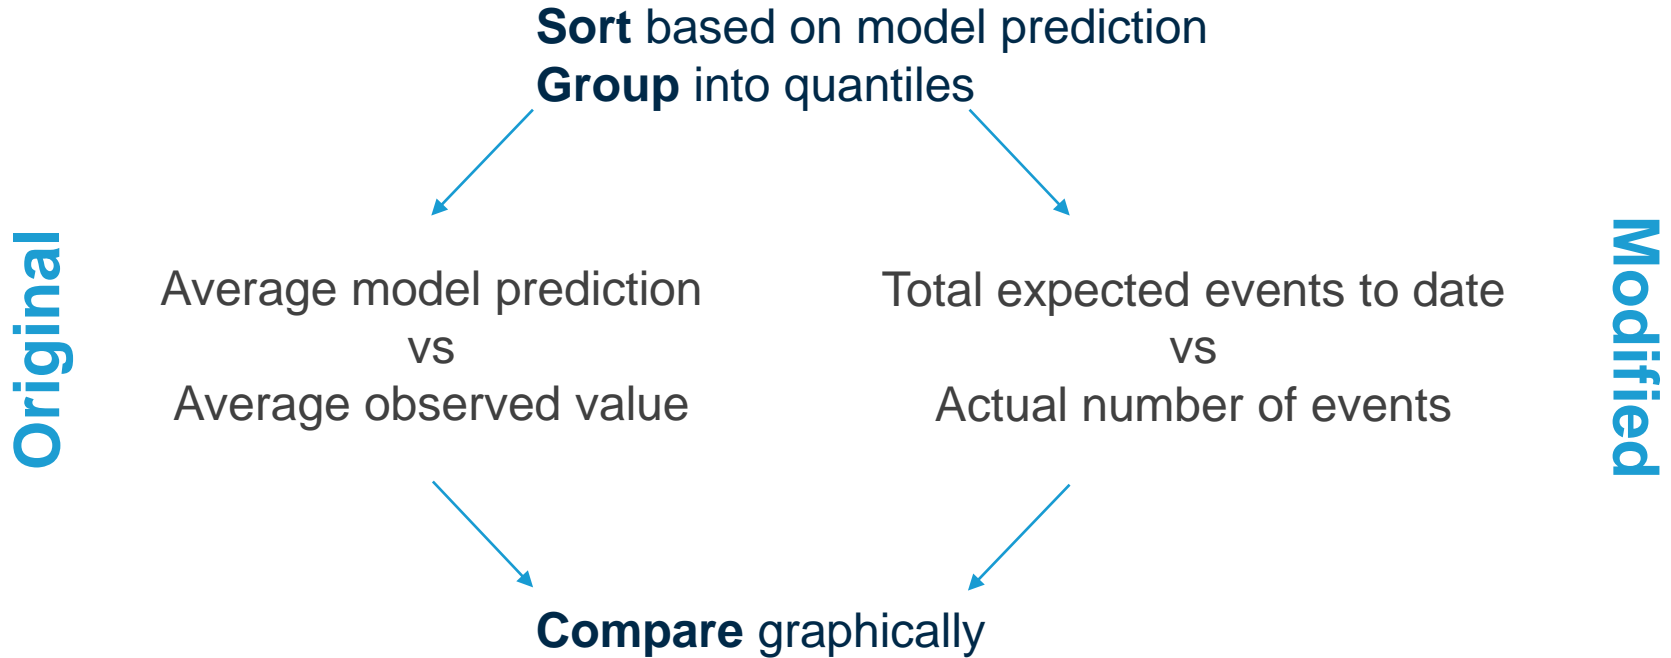 Sort based on model prediction
Group into quantiles
Original
Average model prediction
vs
Average observed value
Total expected events to date
vs
Actual number of events
Modified
Compare graphically